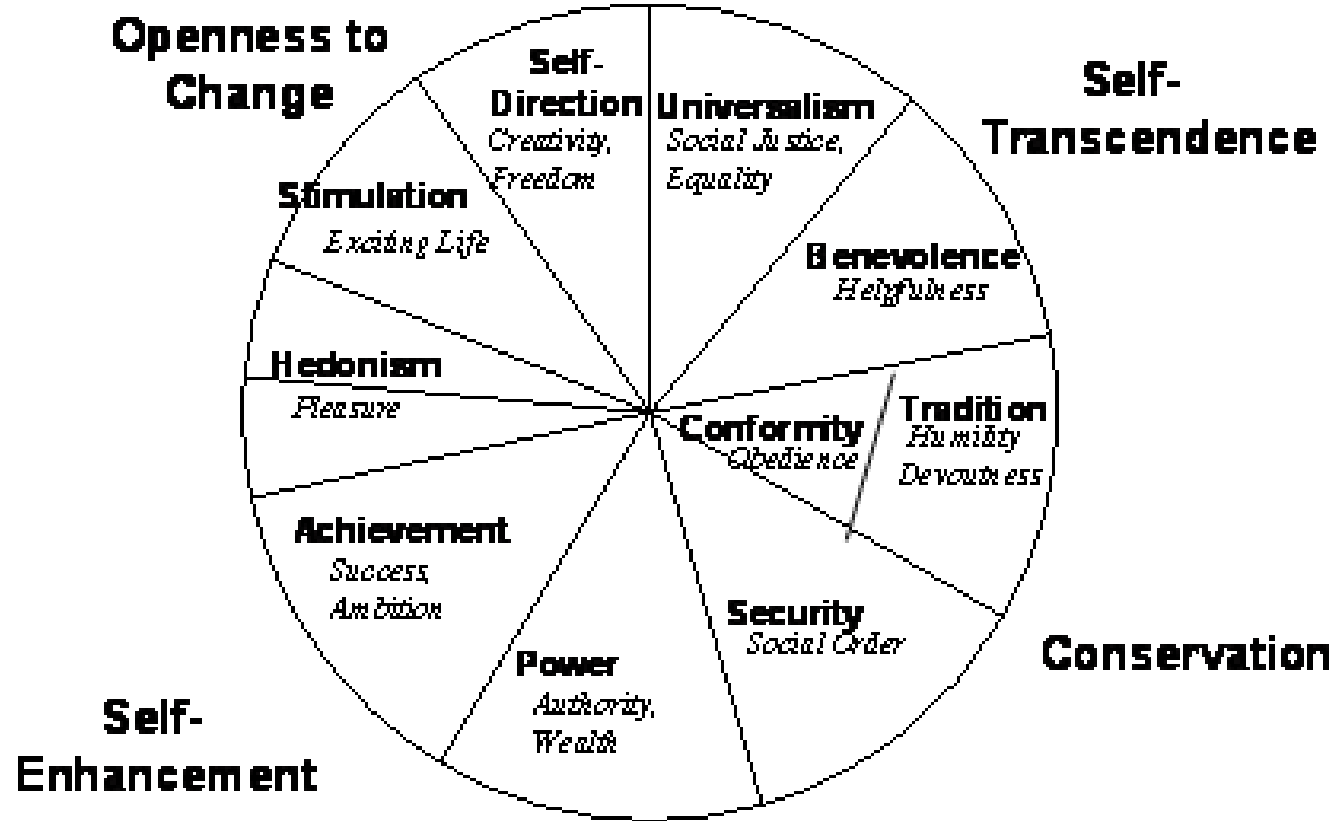 Openness to
Change
Self-
Transcendence
Self-
Direction
Creativity,
Freedom
Universalism
Social Justice,
Equality
Stimulation
Exciting Life
Benevolence
Helpfulness
Hedonism
Pleasure
Conformity
Obedience
Tradition
Humility
Devoutness
Achievement
Success,
Ambition
Security
Social Order
Power
Authority,
Wealth
Conservation
Self-
Enhancement